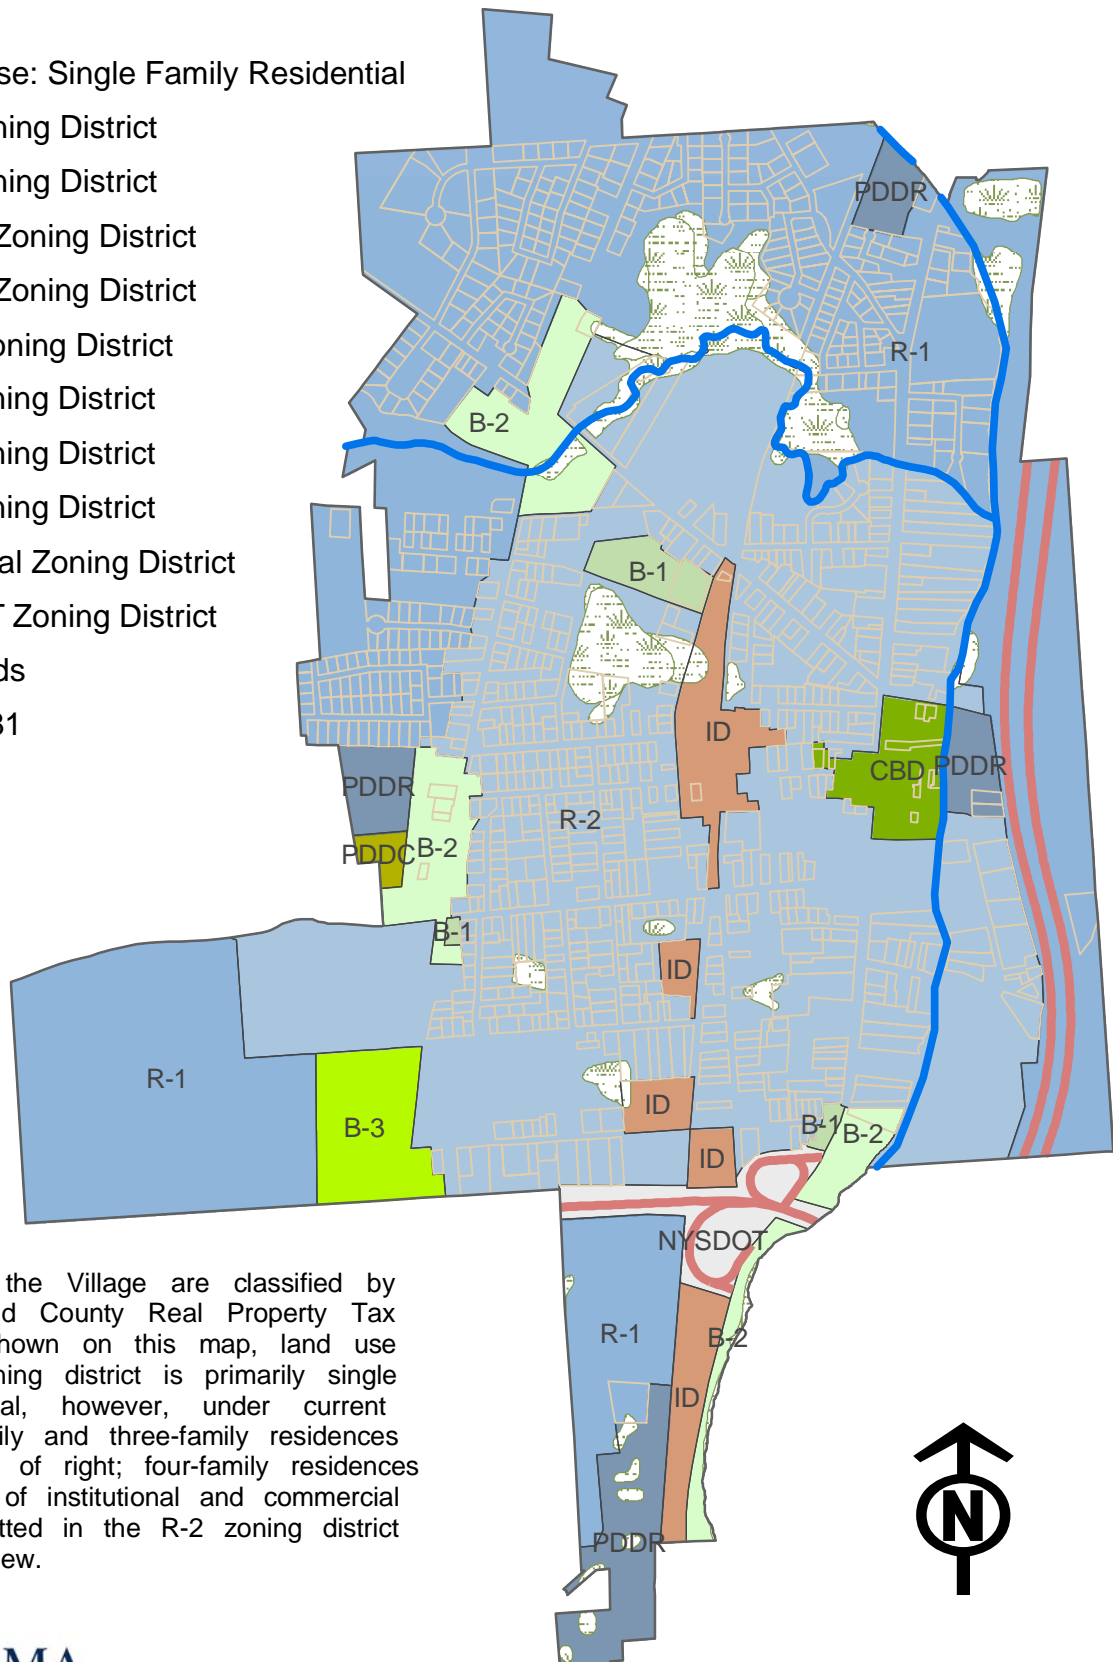 se: Single Family Residential
ning District
ning District
Zoning District
Zoning District
oning District
ning District
ning District
ning District
al Zoning District
T Zoning District
ds
31
PDDR
R-1
B-2
B-1
ID
CBD
PDDR
PDDR
R-2
PDDC
B-2
B-1
ID
R-1
B-3
ID
B-1
B-2
ID
NYSDOT
R-1
B-2
ID
PDDR
the Village are classified by
d County Real Property Tax
hown on this map, land use
ning district is primarily single
al, however, under current
ily and three-family residences
of right; four-family residences
of institutional and commercial
tted in the R-2 zoning district
ew.
N
MA